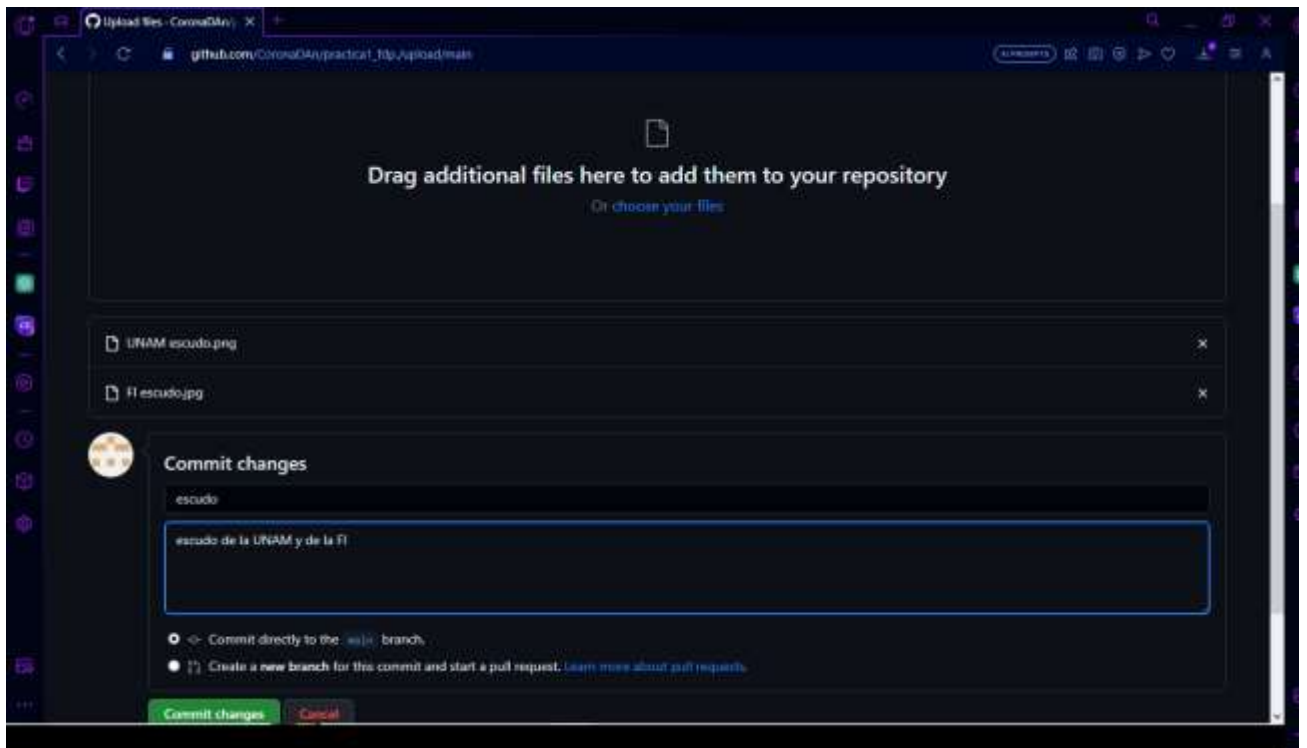 Upload files · CoronaDAn/
github.com/CoronaDAn/practica1_fdp./upload/main
Drag additional files here to add them to your repository
Or choose your files
UNAM escudo.png
FI escudo.jpg
Commit changes
escudo
escudo de la UNAM y de la FI
Commit directly to the main branch.
Create a new branch for this commit and start a pull request. Learn more about pull requests.
Commit changes
Cancel